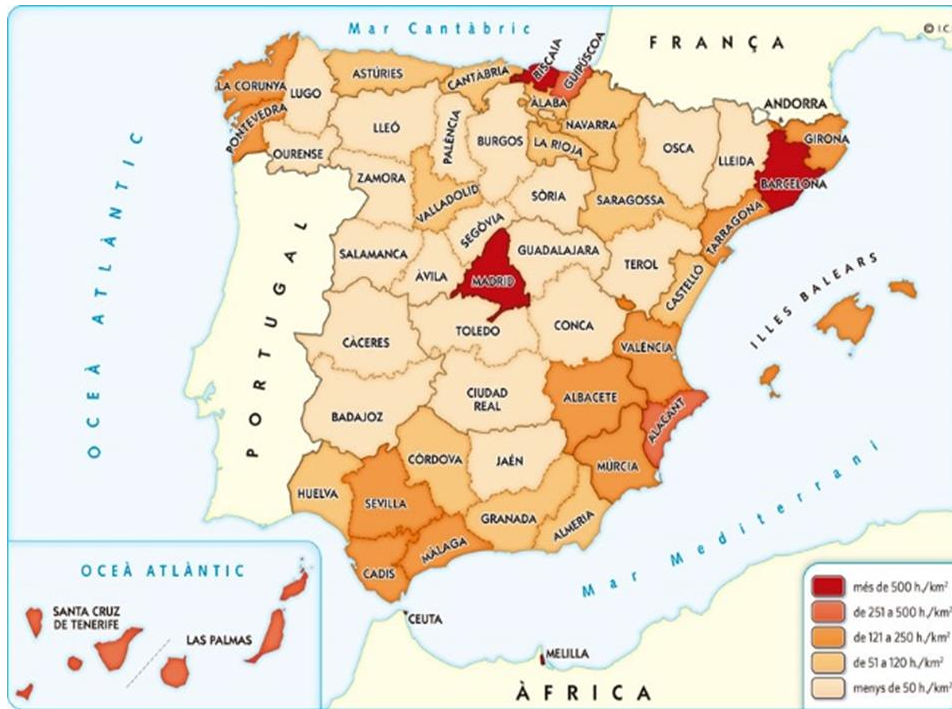 Mar Cantàbric
© I.C.
FRANÇA
LA CORUNYA
LUGO
ASTÚRIES
CANTÀBRIA
BISCAIA
GUIPÚSCOA
ÀLABA
NAVARRA
ANDORRA
GIRONA
PONTEVEDRA
OURENSE
LLEÓ
PALÈNCIA
BURGOS
LA RIOJA
OSCA
LLEIDA
BARCELONA
ZAMORA
VALLADOLID
SÒRIA
SARAGOSSA
TARRAGONA
SEGÒVIA
SALAMANCA
ÀVILA
MADRID
GUADALAJARA
TEROL
CASTELLÓ
ILLES BALEARS
OCEÀ ATLÀNTIC
PORTUGAL
CÀCERES
TOLEDO
CONCA
VALÈNCIA
BADAJOZ
CIUDAD
REAL
ALBACETE
ALACANT
HUELVA
SEVILLA
CÒRDOVA
JAÉN
MÚRCIA
CADIS
MÀLAGA
GRANADA
ALMERIA
Mar Mediterrani
OCEÀ ATLÀNTIC
SANTA CRUZ
DE TENERIFE
LAS PALMAS
CEUTA
MELILLA
ÀFRICA
més de 500 h./km²
de 251 a 500 h./km²
de 121 a 250 h./km²
de 51 a 120 h./km²
menys de 50 h./km²